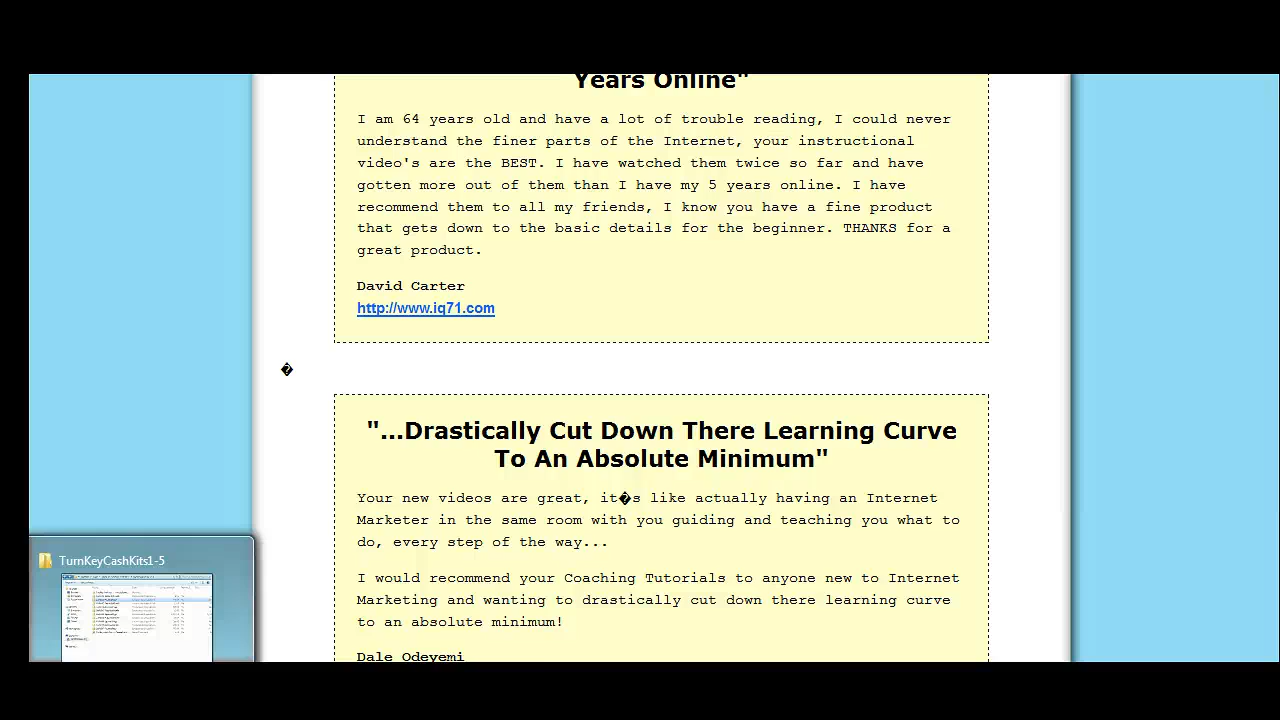 Years Online"
I am 64 years old and have a lot of trouble reading, I could never
understand the finer parts of the Internet, your instructional
video's are the BEST. I have watched them twice so far and have
gotten more out of them than I have my 5 years online. I have
recommend them to all my friends, I know you have a fine product
that gets down to the basic details for the beginner. THANKS for a
great product.
David Carter
http://www.iq71.com
�
"...Drastically Cut Down There Learning Curve
To An Absolute Minimum"
Your new videos are great, it�s like actually having an Internet
Marketer in the same room with you guiding and teaching you what to
do, every step of the way...
I would recommend your Coaching Tutorials to anyone new to Internet
Marketing and wanting to drastically cut down there learning curve
to an absolute minimum!
Dale Odeyemi
TurnKeyCashKits1-5